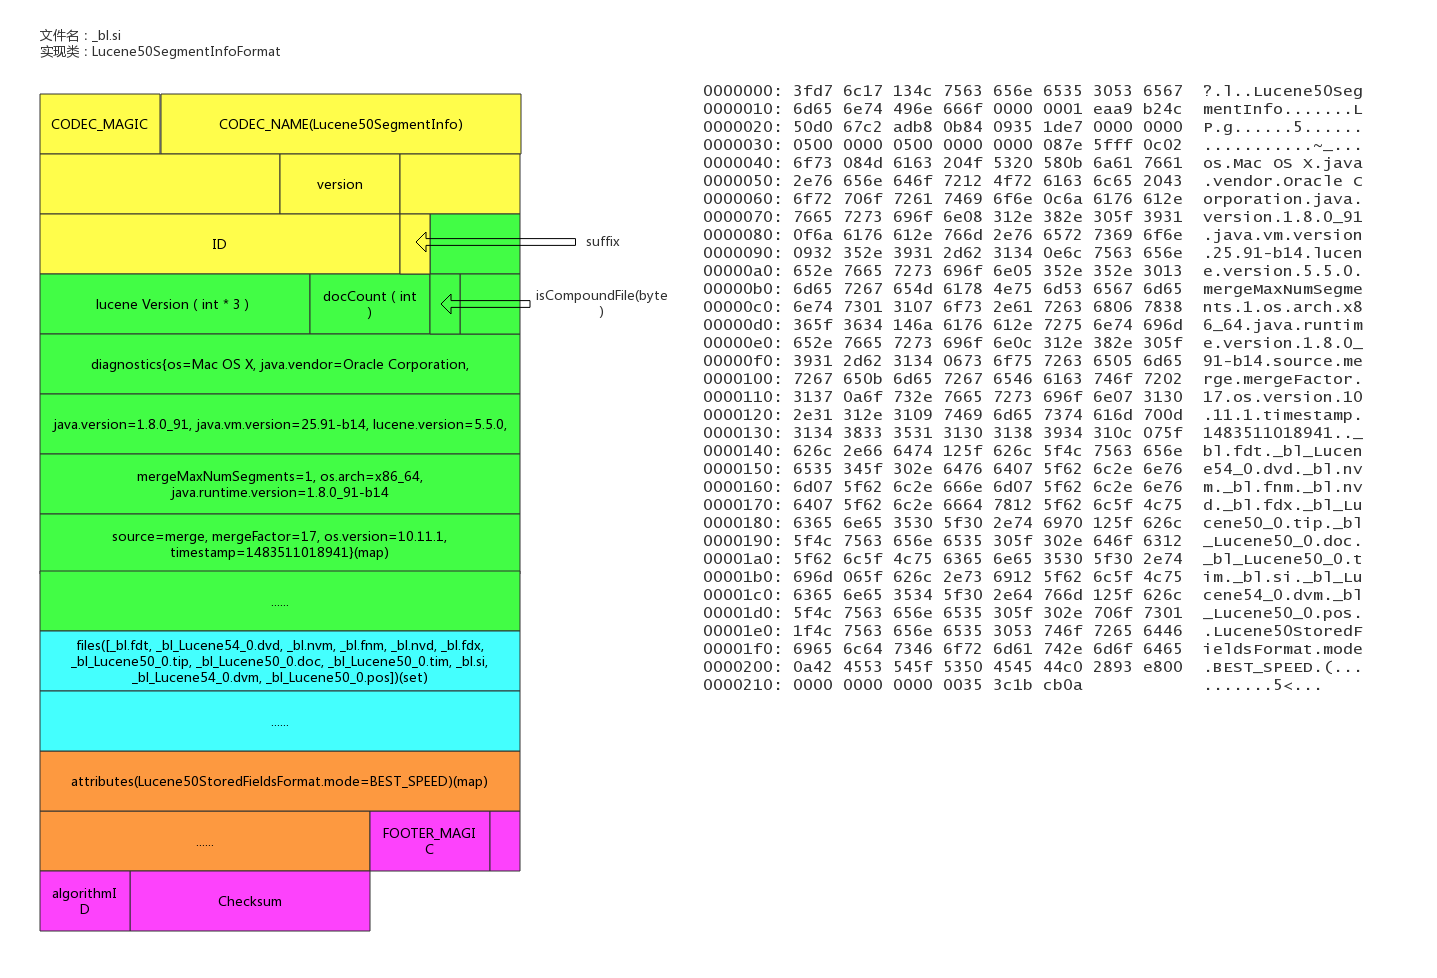 文件名：_bl.si
实现类：Lucene50SegmentInfoFormat
CODEC_MAGIC
CODEC_NAME(Lucene50SegmentInfo)
version
ID
suffix
lucene Version ( int * 3 )
docCount ( int
)
isCompoundFile(byte
)
diagnostics{os=Mac OS X, java.vendor=Oracle Corporation,
java.version=1.8.0_91, java.vm.version=25.91-b14, lucene.version=5.5.0,
mergeMaxNumSegments=1, os.arch=x86_64,
java.runtime.version=1.8.0_91-b14
source=merge, mergeFactor=17, os.version=10.11.1,
timestamp=1483511018941}(map)
......
files([_bl.fdt, _bl_Lucene54_0.dvd, _bl.nvm, _bl.fnm, _bl.nvd, _bl.fdx,
_bl_Lucene50_0.tip, _bl_Lucene50_0.doc, _bl_Lucene50_0.tim, _bl.si,
_bl_Lucene54_0.dvm, _bl_Lucene50_0.pos])(set)
......
attributes(Lucene50StoredFieldsFormat.mode=BEST_SPEED)(map)
......
FOOTER_MAGI
C
algorithmI
D
Checksum
0000000: 3fd7 6c17 134c 7563 656e 6535 3053 6567 ?.l..Lucene50Seg
0000010: 6d65 6e74 496e 666f 0000 0001 eaa9 b24c mentInfo.......L
0000020: 50d0 67c2 adb8 0b84 0935 1de7 0000 0000 P.g......5......
0000030: 0500 0000 0500 0000 0000 087e 5fff 0c02 ...........~_...
0000040: 6f73 084d 6163 204f 5320 580b 6a61 7661 os.Mac OS X.java
0000050: 2e76 656e 646f 7212 4f72 6163 6c65 2043 .vendor.Oracle C
0000060: 6f72 706f 7261 7469 6f6e 0c6a 6176 612e orporation.java.
0000070: 7665 7273 696f 6e08 312e 382e 305f 3931 version.1.8.0_91
0000080: 0f6a 6176 612e 766d 2e76 6572 7369 6f6e .java.vm.version
0000090: 0932 352e 3931 2d62 3134 0e6c 7563 656e .25.91-b14.lucen
00000a0: 652e 7665 7273 696f 6e05 352e 352e 3013 e.version.5.5.0.
00000b0: 6d65 7267 654d 6178 4e75 6d53 6567 6d65 mergeMaxNumSegme
00000c0: 6e74 7301 3107 6f73 2e61 7263 6806 7838 nts.1.os.arch.x8
00000d0: 365f 3634 146a 6176 612e 7275 6e74 696d 6_64.java.runtim
00000e0: 652e 7665 7273 696f 6e0c 312e 382e 305f e.version.1.8.0_
00000f0: 3931 2d62 3134 0673 6f75 7263 6505 6d65 91-b14.source.me
0000100: 7267 650b 6d65 7267 6546 6163 746f 7202 rge.mergeFactor.
0000110: 3137 0a6f 732e 7665 7273 696f 6e07 3130 17.os.version.10
0000120: 2e31 312e 3109 7469 6d65 7374 616d 700d .11.1.timestamp.
0000130: 3134 3833 3531 3130 3138 3934 310c 075f 1483511018941.._
0000140: 626c 2e66 6474 125f 626c 5f4c 7563 656e bl.fdt._bl_Lucen
0000150: 6535 345f 302e 6476 6407 5f62 6c2e 6e76 e54_0.dvd._bl.nv
0000160: 6d07 5f62 6c2e 666e 6d07 5f62 6c2e 6e76 m._bl.fnm._bl.nv
0000170: 6407 5f62 6c2e 6664 7812 5f62 6c5f 4c75 d._bl.fdx._bl_Lu
0000180: 6365 6e65 3530 5f30 2e74 6970 125f 626c cene50_0.tip._bl
0000190: 5f4c 7563 656e 6535 305f 302e 646f 6312 _Lucene50_0.doc.
00001a0: 5f62 6c5f 4c75 6365 6e65 3530 5f30 2e74 _bl_Lucene50_0.t
00001b0: 696d 065f 626c 2e73 6912 5f62 6c5f 4c75 im._bl.si._bl_Lu
00001c0: 6365 6e65 3534 5f30 2e64 766d 125f 626c cene54_0.dvm._bl
00001d0: 5f4c 7563 656e 6535 305f 302e 706f 7301 _Lucene50_0.pos.
00001e0: 1f4c 7563 656e 6535 3053 746f 7265 6446 .Lucene50StoredF
00001f0: 6965 6c64 7346 6f72 6d61 742e 6d6f 6465 ieldsFormat.mode
0000200: 0a42 4553 545f 5350 4545 44c0 2893 e800 .BEST_SPEED.(...
0000210: 0000 0000 0000 0035 3c1b cb0a .......5<...